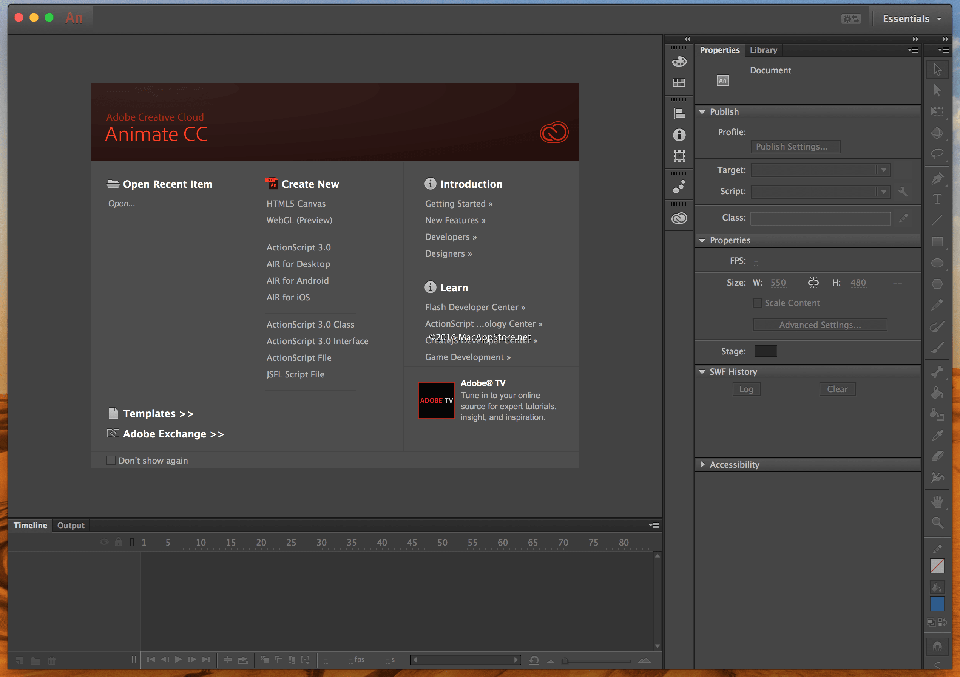 An
Essentials
Properties Library
An Document
Publish
Profile:
Publish Settings...
Target:
Script:
Class:
Properties
FPS: -
Size: W: 550 H: 480
Scale Content
Advanced Settings...
Stage:
SWF History
Log Clear
Accessibility
Adobe Creative Cloud
Animate CC
Open Recent Item
Open...
Create New
HTML5 Canvas
WebGL (Preview)
ActionScript 3.0
AIR for Desktop
AIR for Android
AIR for iOS
ActionScript 3.0 Class
ActionScript 3.0 Interface
ActionScript File
JSFL Script File
Introduction
Getting Started »
New Features »
Developers »
Designers »
Learn
Flash Developer Center »
ActionScript ...ology Center »
CreateJS Developer Center »
©2016 MacAppStore.net
Game Development »
ADOBE TV
Adobe® TV
Tune in to your online
source for expert tutorials,
insight, and inspiration.
Templates >>
Adobe Exchange >>
Don't show again
Timeline Output
1 5 10 15 20 25 30 35 40 45 50 55 60 65 70 75 80
fps s